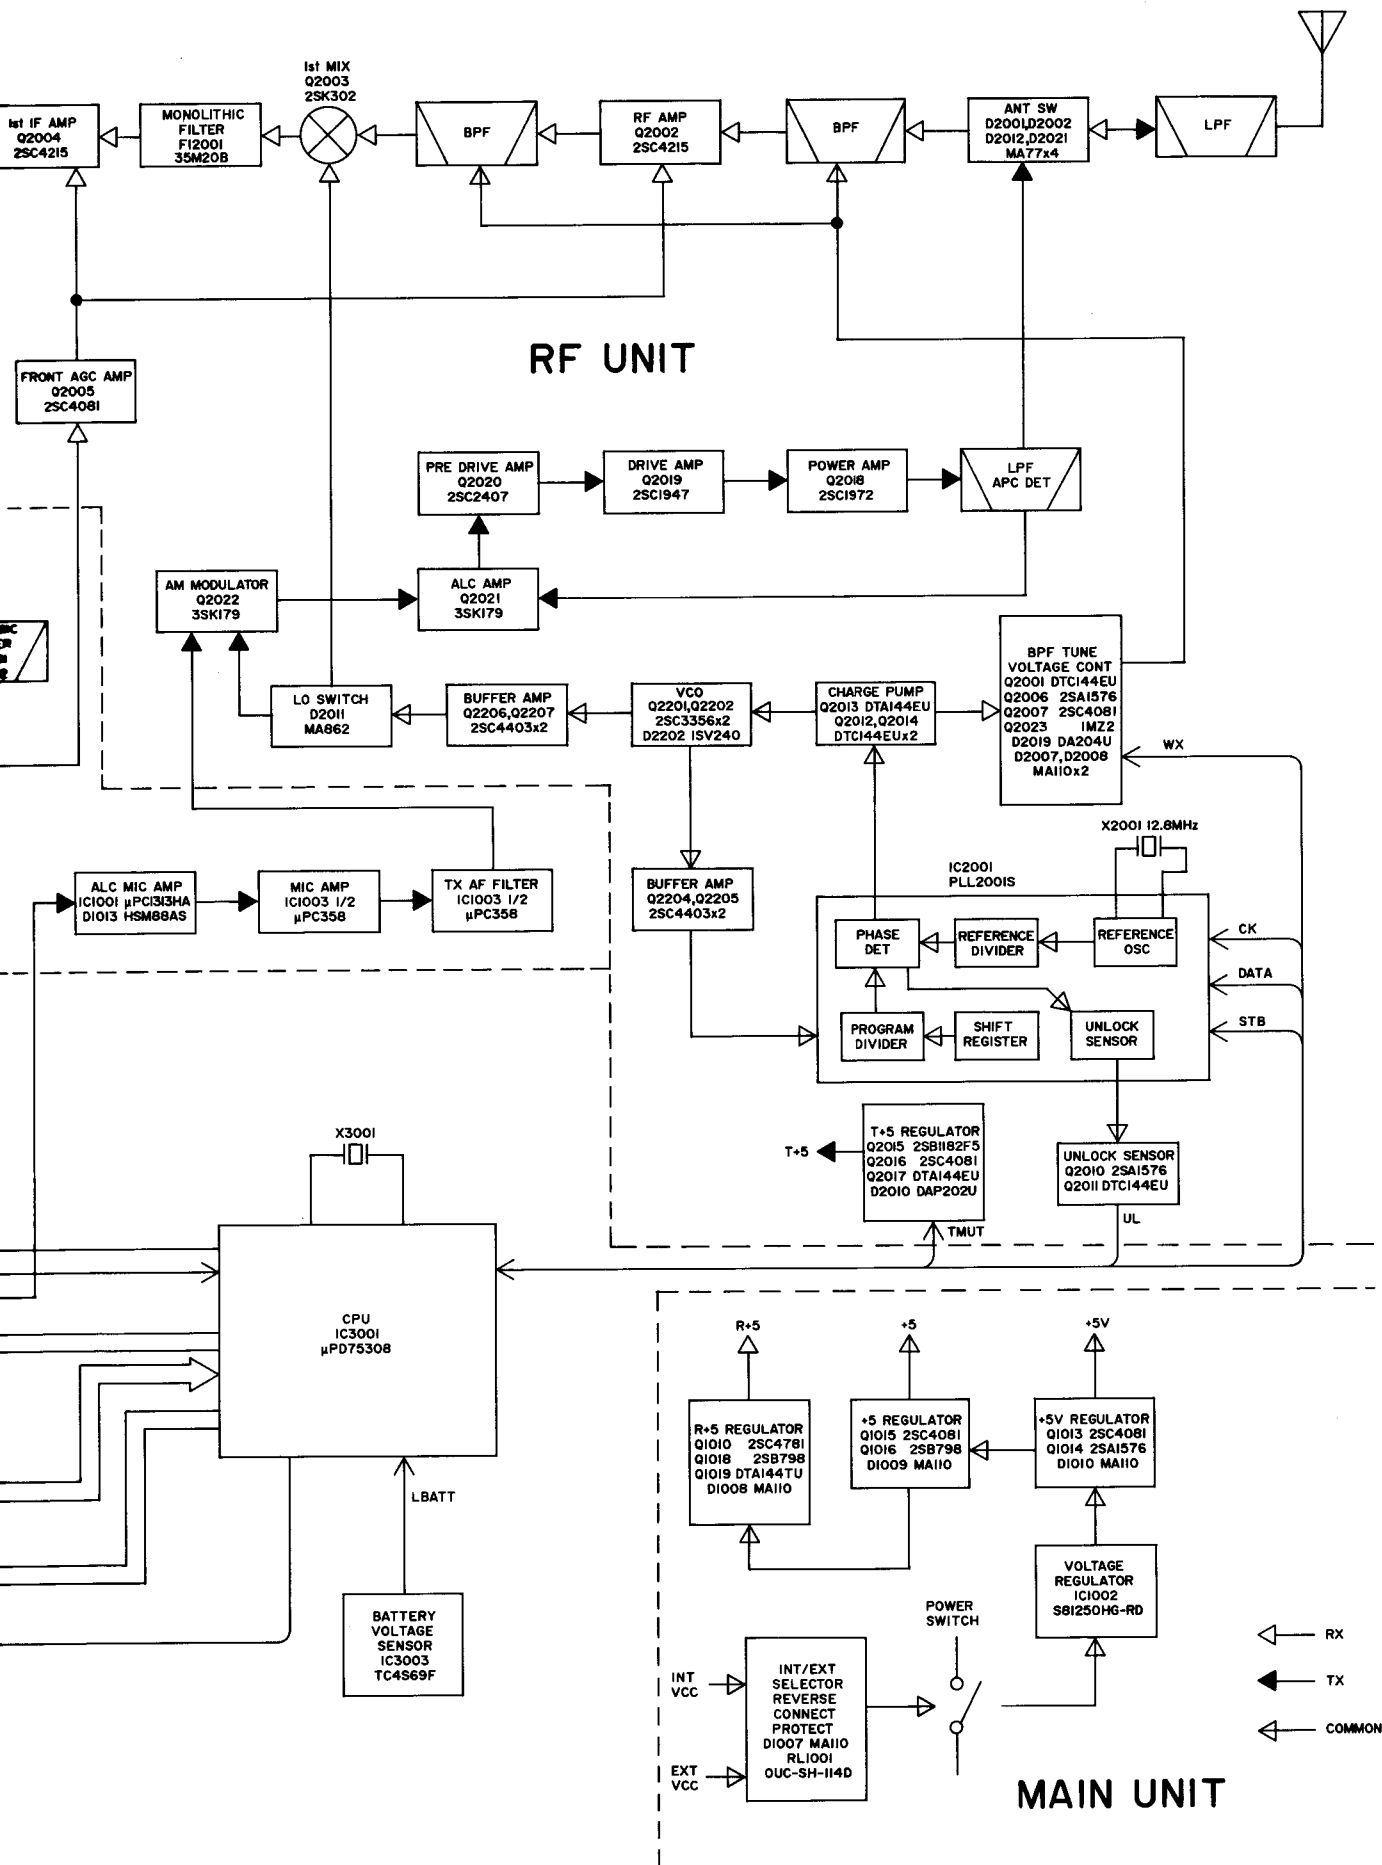 1st MIX
Q2003
2SK302
1st IF AMP
Q2004
2SC4215
MONOLITHIC
FILTER
FI2001
35M20B
BPF
RF AMP
Q2002
2SC4215
BPF
ANT SW
D2001,D2002
D2012,D2021
MA77x4
LPF
RF UNIT
FRONT AGC AMP
Q2005
2SC4081
PRE DRIVE AMP
Q2020
2SC2407
DRIVE AMP
Q2019
2SC1947
POWER AMP
Q2018
2SC1972
LPF
APC DET
AM MODULATOR
Q2022
3SK179
ALC AMP
Q2021
3SK179
LO SWITCH
D2011
MA862
BUFFER AMP
Q2206,Q2207
2SC4403x2
VCO
Q2201,Q2202
2SC3356x2
D2202 1SV240
CHARGE PUMP
Q2013 DTA144EU
Q2012,Q2014
DTC144EUx2
BPF TUNE
VOLTAGE CONT
Q2001 DTC144EU
Q2006 2SA1576
Q2007 2SC4081
Q2023 IMZ2
D2019 DA204U
D2007,D2008
MA110x2
WX
X2001 12.8MHz
IC2001
PLL2001S
ALC MIC AMP
IC1001 μPC1313HA
D1013 HSM88AS
MIC AMP
IC1003 1/2
μPC358
TX AF FILTER
IC1003 1/2
μPC358
BUFFER AMP
Q2204,Q2205
2SC4403x2
PHASE
DET
REFERENCE
DIVIDER
REFERENCE
OSC
CK
DATA
STB
PROGRAM
DIVIDER
SHIFT
REGISTER
UNLOCK
SENSOR
T+5
T+5 REGULATOR
Q2015 2SB1182F5
Q2016 2SC4081
Q2017 DTA144EU
D2010 DAP202U
UNLOCK SENSOR
Q2010 2SA1576
Q2011 DTC144EU
TMUT
UL
X3001
CPU
IC3001
μPD75308
LBATT
BATTERY
VOLTAGE
SENSOR
IC3003
TC4S69F
R+5
+5
+5V
R+5 REGULATOR
Q1010 2SC4781
Q1018 2SB798
Q1019 DTA144TU
D1008 MA110
+5 REGULATOR
Q1015 2SC4081
Q1016 2SB798
D1009 MA110
+5V REGULATOR
Q1013 2SC4081
Q1014 2SA1576
D1010 MA110
VOLTAGE
REGULATOR
IC1002
S81250HG-RD
POWER
SWITCH
INT
VCC
EXT
VCC
INT/EXT
SELECTOR
REVERSE
CONNECT
PROTECT
D1007 MA110
RL1001
OUC-SH-114D
RX
TX
COMMON
MAIN UNIT